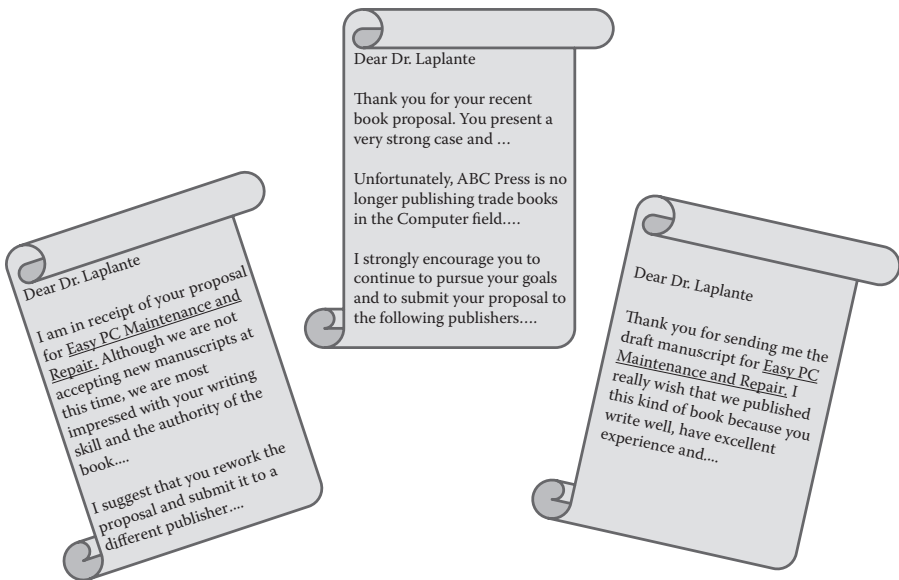 Dear Dr. Laplante
I am in receipt of your proposal
for Easy PC Maintenance and
Repair. Although we are not
accepting new manuscripts at
this time, we are most
impressed with your writing
skill and the authority of the
book....
I suggest that you rework the
proposal and submit it to a
different publisher....
Dear Dr. Laplante
Thank you for your recent
book proposal. You present a
very strong case and ...
Unfortunately, ABC Press is no
longer publishing trade books
in the Computer field....
I strongly encourage you to
continue to pursue your goals
and to submit your proposal to
the following publishers....
Dear Dr. Laplante
Thank you for sending me the
draft manuscript for Easy PC
Maintenance and Repair. I
really wish that we published
this kind of book because you
write well, have excellent
experience and....